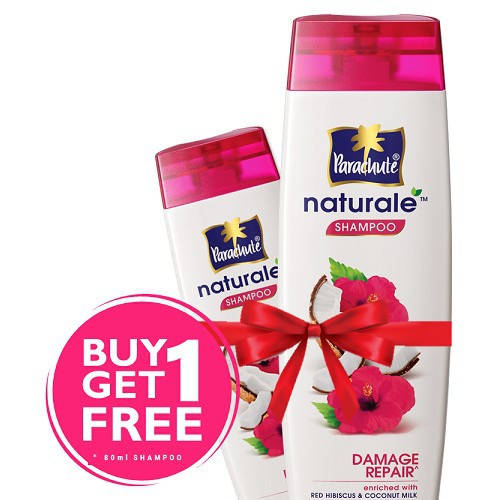 Parachute®
naturale™
SHAMPOO
DAMAGE
REPAIR^
enriched with
RED HIBISCUS & COCONUT MILK
Parachute®
naturale
SHAMPOO
BUY 1
GET
FREE
* 80ml SHAMPOO